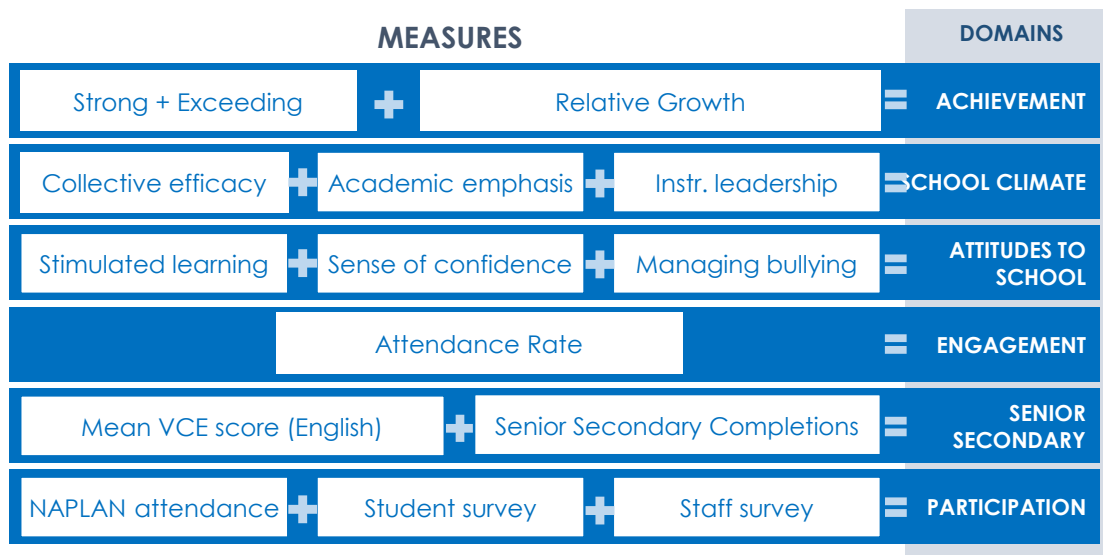 MEASURES DOMAINS
Strong + Exceeding + Relative Growth = ACHIEVEMENT
Collective efficacy + Academic emphasis + Instr. leadership = SCHOOL CLIMATE
Stimulated learning + Sense of confidence + Managing bullying = ATTITUDES TO
SCHOOL
Attendance Rate = ENGAGEMENT
Mean VCE score (English) + Senior Secondary Completions = SENIOR
SECONDARY
NAPLAN attendance + Student survey + Staff survey = PARTICIPATION